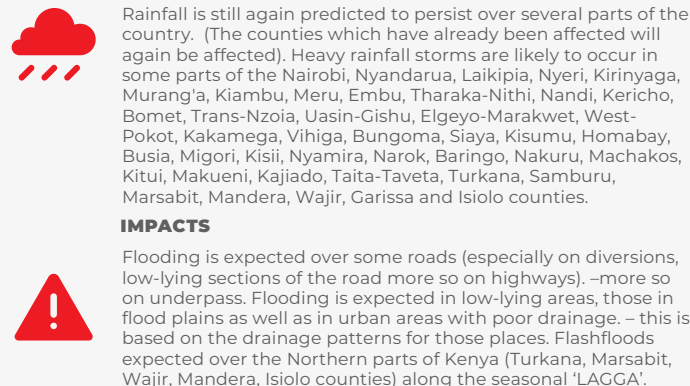 Rainfall is still again predicted to persist over several parts of the
country. (The counties which have already been affected will
again be affected). Heavy rainfall storms are likely to occur in
some parts of the Nairobi, Nyandarua, Laikipia, Nyeri, Kirinyaga,
Murang'a, Kiambu, Meru, Embu, Tharaka-Nithi, Nandi, Kericho,
Bomet, Trans-Nzoia, Uasin-Gishu, Elgeyo-Marakwet, West-
Pokot, Kakamega, Vihiga, Bungoma, Siaya, Kisumu, Homabay,
Busia, Migori, Kisii, Nyamira, Narok, Baringo, Nakuru, Machakos,
Kitui, Makueni, Kajiado, Taita-Taveta, Turkana, Samburu,
Marsabit, Mandera, Wajir, Garissa and Isiolo counties.
IMPACTS
Flooding is expected over some roads (especially on diversions,
low-lying sections of the road more so on highways). –more so
on underpass. Flooding is expected in low-lying areas, those in
flood plains as well as in urban areas with poor drainage. – this is
based on the drainage patterns for those places. Flashfloods
expected over the Northern parts of Kenya (Turkana, Marsabit,
Wajir, Mandera, Isiolo counties) along the seasonal ‘LAGGA’.